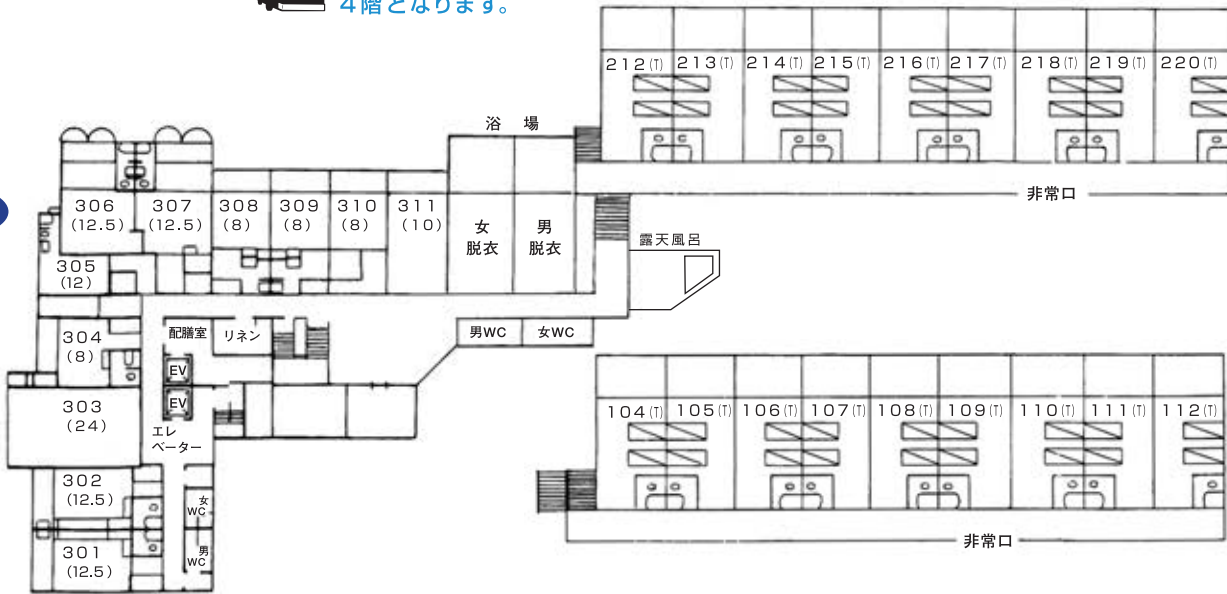 4階となります。
212(T) 213(T) 214(T) 215(T) 216(T) 217(T) 218(T) 219(T) 220(T)
非常口
浴 場
306
(12.5)
307
(12.5)
308
(8)
309
(8)
310
(8)
311
(10)
女
脱衣
男
脱衣
露天風呂
305
(12)
304
(8)
配膳室
リネン
男WC
女WC
EV
EV
303
(24)
エレ
ベーター
302
(12.5)
女
WC
301
(12.5)
男
WC
104(T) 105(T) 106(T) 107(T) 108(T) 109(T) 110(T) 111(T) 112(T)
非常口